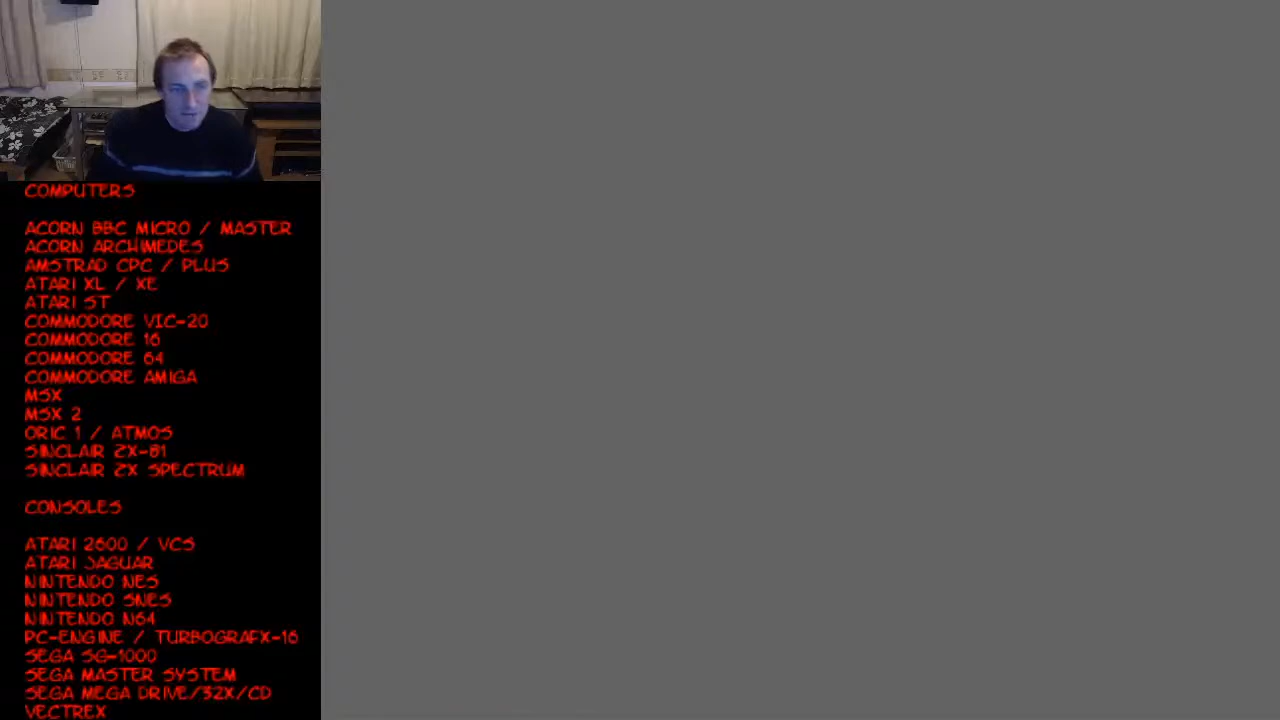 COMPUTERS
ACORN BBC MICRO / MASTER
ACORN ARCHIMEDES
AMSTRAD CPC / PLUS
ATARI XL / XE
ATARI ST
COMMODORE VIC-20
COMMODORE 16
COMMODORE 64
COMMODORE AMIGA
MSX
MSX 2
ORIC 1 / ATMOS
SINCLAIR ZX-81
SINCLAIR ZX SPECTRUM
CONSOLES
ATARI 2600 / VCS
ATARI JAGUAR
NINTENDO NES
NINTENDO SNES
NINTENDO N64
PC-ENGINE / TURBOGRAFX-16
SEGA SG-1000
SEGA MASTER SYSTEM
SEGA MEGA DRIVE/32X/CD
VECTREX